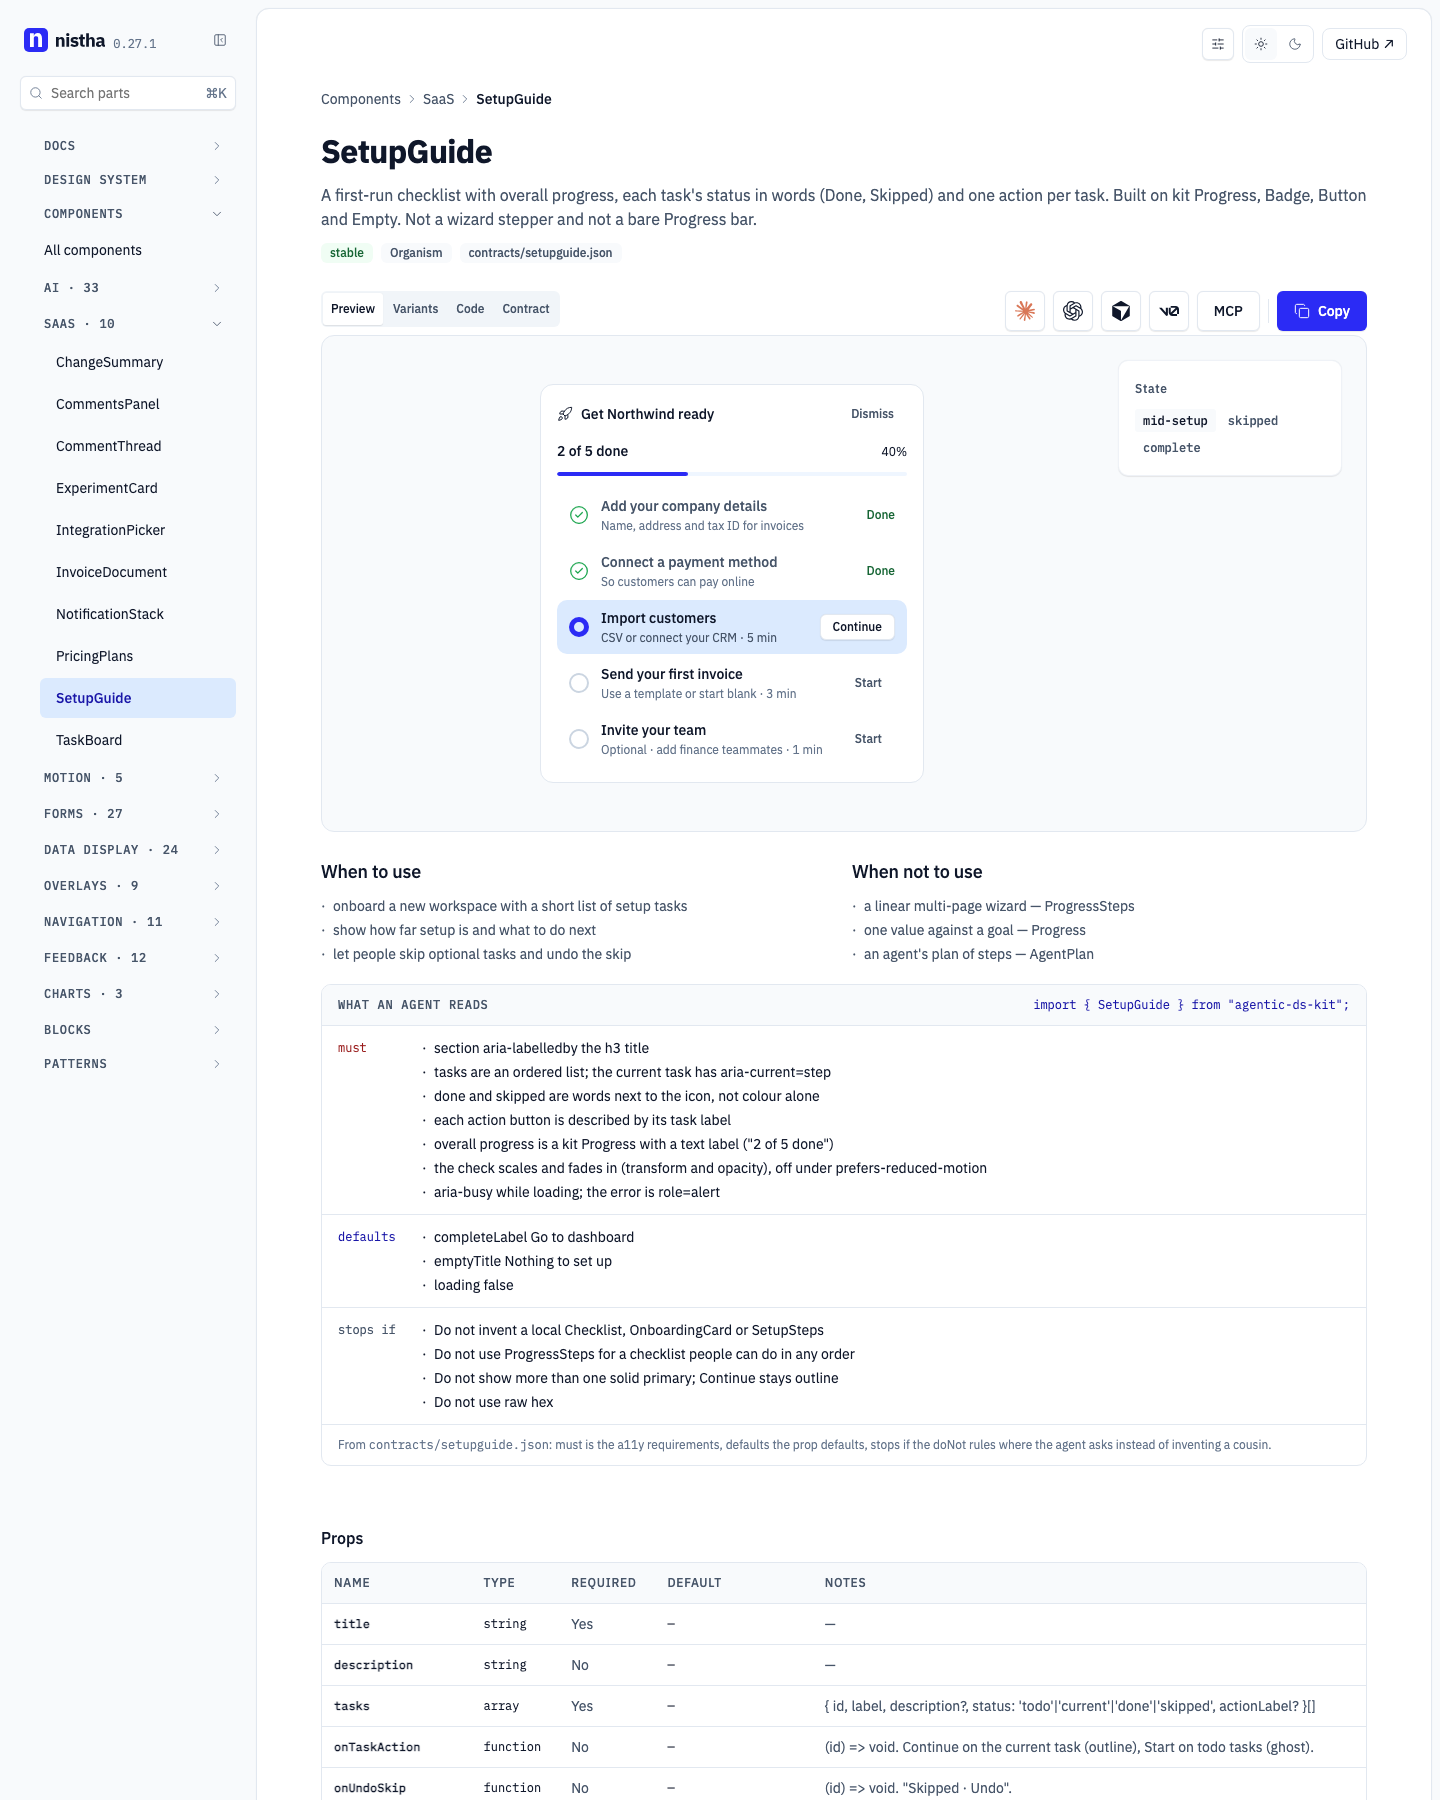 nistha 0.27.1
Search parts ⌘K
DOCS
DESIGN SYSTEM
COMPONENTS
All components
AI · 33
SAAS · 10
ChangeSummary
CommentsPanel
CommentThread
ExperimentCard
IntegrationPicker
InvoiceDocument
NotificationStack
PricingPlans
SetupGuide
TaskBoard
MOTION · 5
FORMS · 27
DATA DISPLAY · 24
OVERLAYS · 9
NAVIGATION · 11
FEEDBACK · 12
CHARTS · 3
BLOCKS
PATTERNS
GitHub ↗
Components > SaaS > SetupGuide
SetupGuide
A first-run checklist with overall progress, each task's status in words (Done, Skipped) and one action per task. Built on kit Progress, Badge, Button
and Empty. Not a wizard stepper and not a bare Progress bar.
stable Organism contracts/setupguide.json
Preview Variants Code Contract
v0 MCP Copy
State
mid-setup skipped
complete
Get Northwind ready Dismiss
2 of 5 done 40%
Add your company details
Name, address and tax ID for invoices
Done
Connect a payment method
So customers can pay online
Done
Import customers
CSV or connect your CRM · 5 min
Continue
Send your first invoice
Use a template or start blank · 3 min
Start
Invite your team
Optional · add finance teammates · 1 min
Start
When to use
· onboard a new workspace with a short list of setup tasks
· show how far setup is and what to do next
· let people skip optional tasks and undo the skip
When not to use
· a linear multi-page wizard — ProgressSteps
· one value against a goal — Progress
· an agent's plan of steps — AgentPlan
WHAT AN AGENT READS import { SetupGuide } from "agentic-ds-kit";
must
· section aria-labelledby the h3 title
· tasks are an ordered list; the current task has aria-current=step
· done and skipped are words next to the icon, not colour alone
· each action button is described by its task label
· overall progress is a kit Progress with a text label ("2 of 5 done")
· the check scales and fades in (transform and opacity), off under prefers-reduced-motion
· aria-busy while loading; the error is role=alert
defaults
· completeLabel Go to dashboard
· emptyTitle Nothing to set up
· loading false
stops if
· Do not invent a local Checklist, OnboardingCard or SetupSteps
· Do not use ProgressSteps for a checklist people can do in any order
· Do not show more than one solid primary; Continue stays outline
· Do not use raw hex
From contracts/setupguide.json: must is the a11y requirements, defaults the prop defaults, stops if the doNot rules where the agent asks instead of inventing a cousin.
Props
NAME TYPE REQUIRED DEFAULT NOTES
title string Yes — —
description string No — —
tasks array Yes — { id, label, description?, status: 'todo'|'current'|'done'|'skipped', actionLabel? }[]
onTaskAction function No — (id) => void. Continue on the current task (outline), Start on todo tasks (ghost).
onUndoSkip function No — (id) => void. "Skipped · Undo".